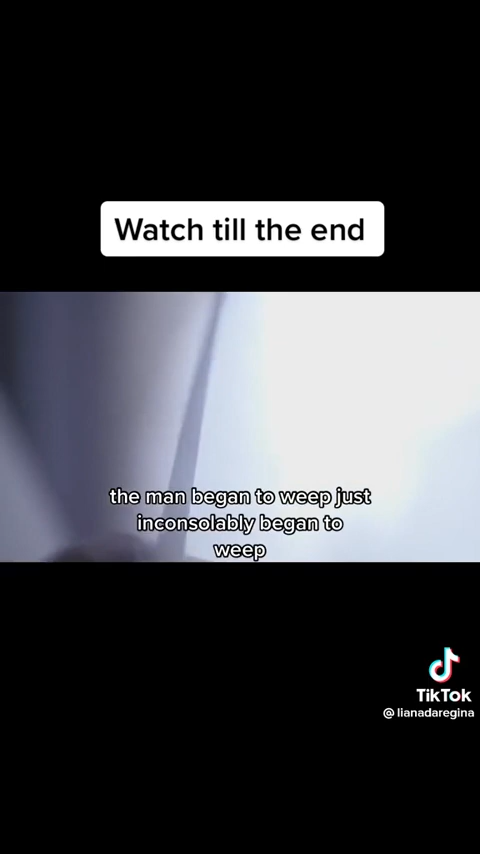 Watch till the end
the man began to weep just
inconsolably began to
weep
TikTok
@lianadaregina